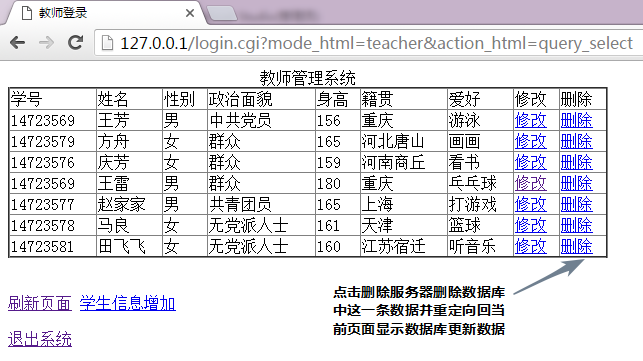 教师登录
127.0.0.1/login.cgi?mode_html=teacher&action_html=query_select
教师管理系统
学号 姓名 性别 政治面貌 身高 籍贯 爱好 修改 删除
14723569 王芳 男 中共党员 156 重庆 游泳 修改 删除
14723579 方舟 女 群众 165 河北唐山 画画 修改 删除
14723576 庆芳 女 群众 159 河南商丘 看书 修改 删除
14723569 王雷 男 群众 180 重庆 乒乓球 修改 删除
14723577 赵家家 男 共青团员 165 上海 打游戏 修改 删除
14723578 马良 女 无党派人士 161 天津 篮球 修改 删除
14723581 田飞飞 女 无党派人士 160 江苏宿迁 听音乐 修改 删除
点击删除服务器删除数据库
中这一条数据并重定向回当
前页面显示数据库更新数据
刷新页面 学生信息增加
退出系统